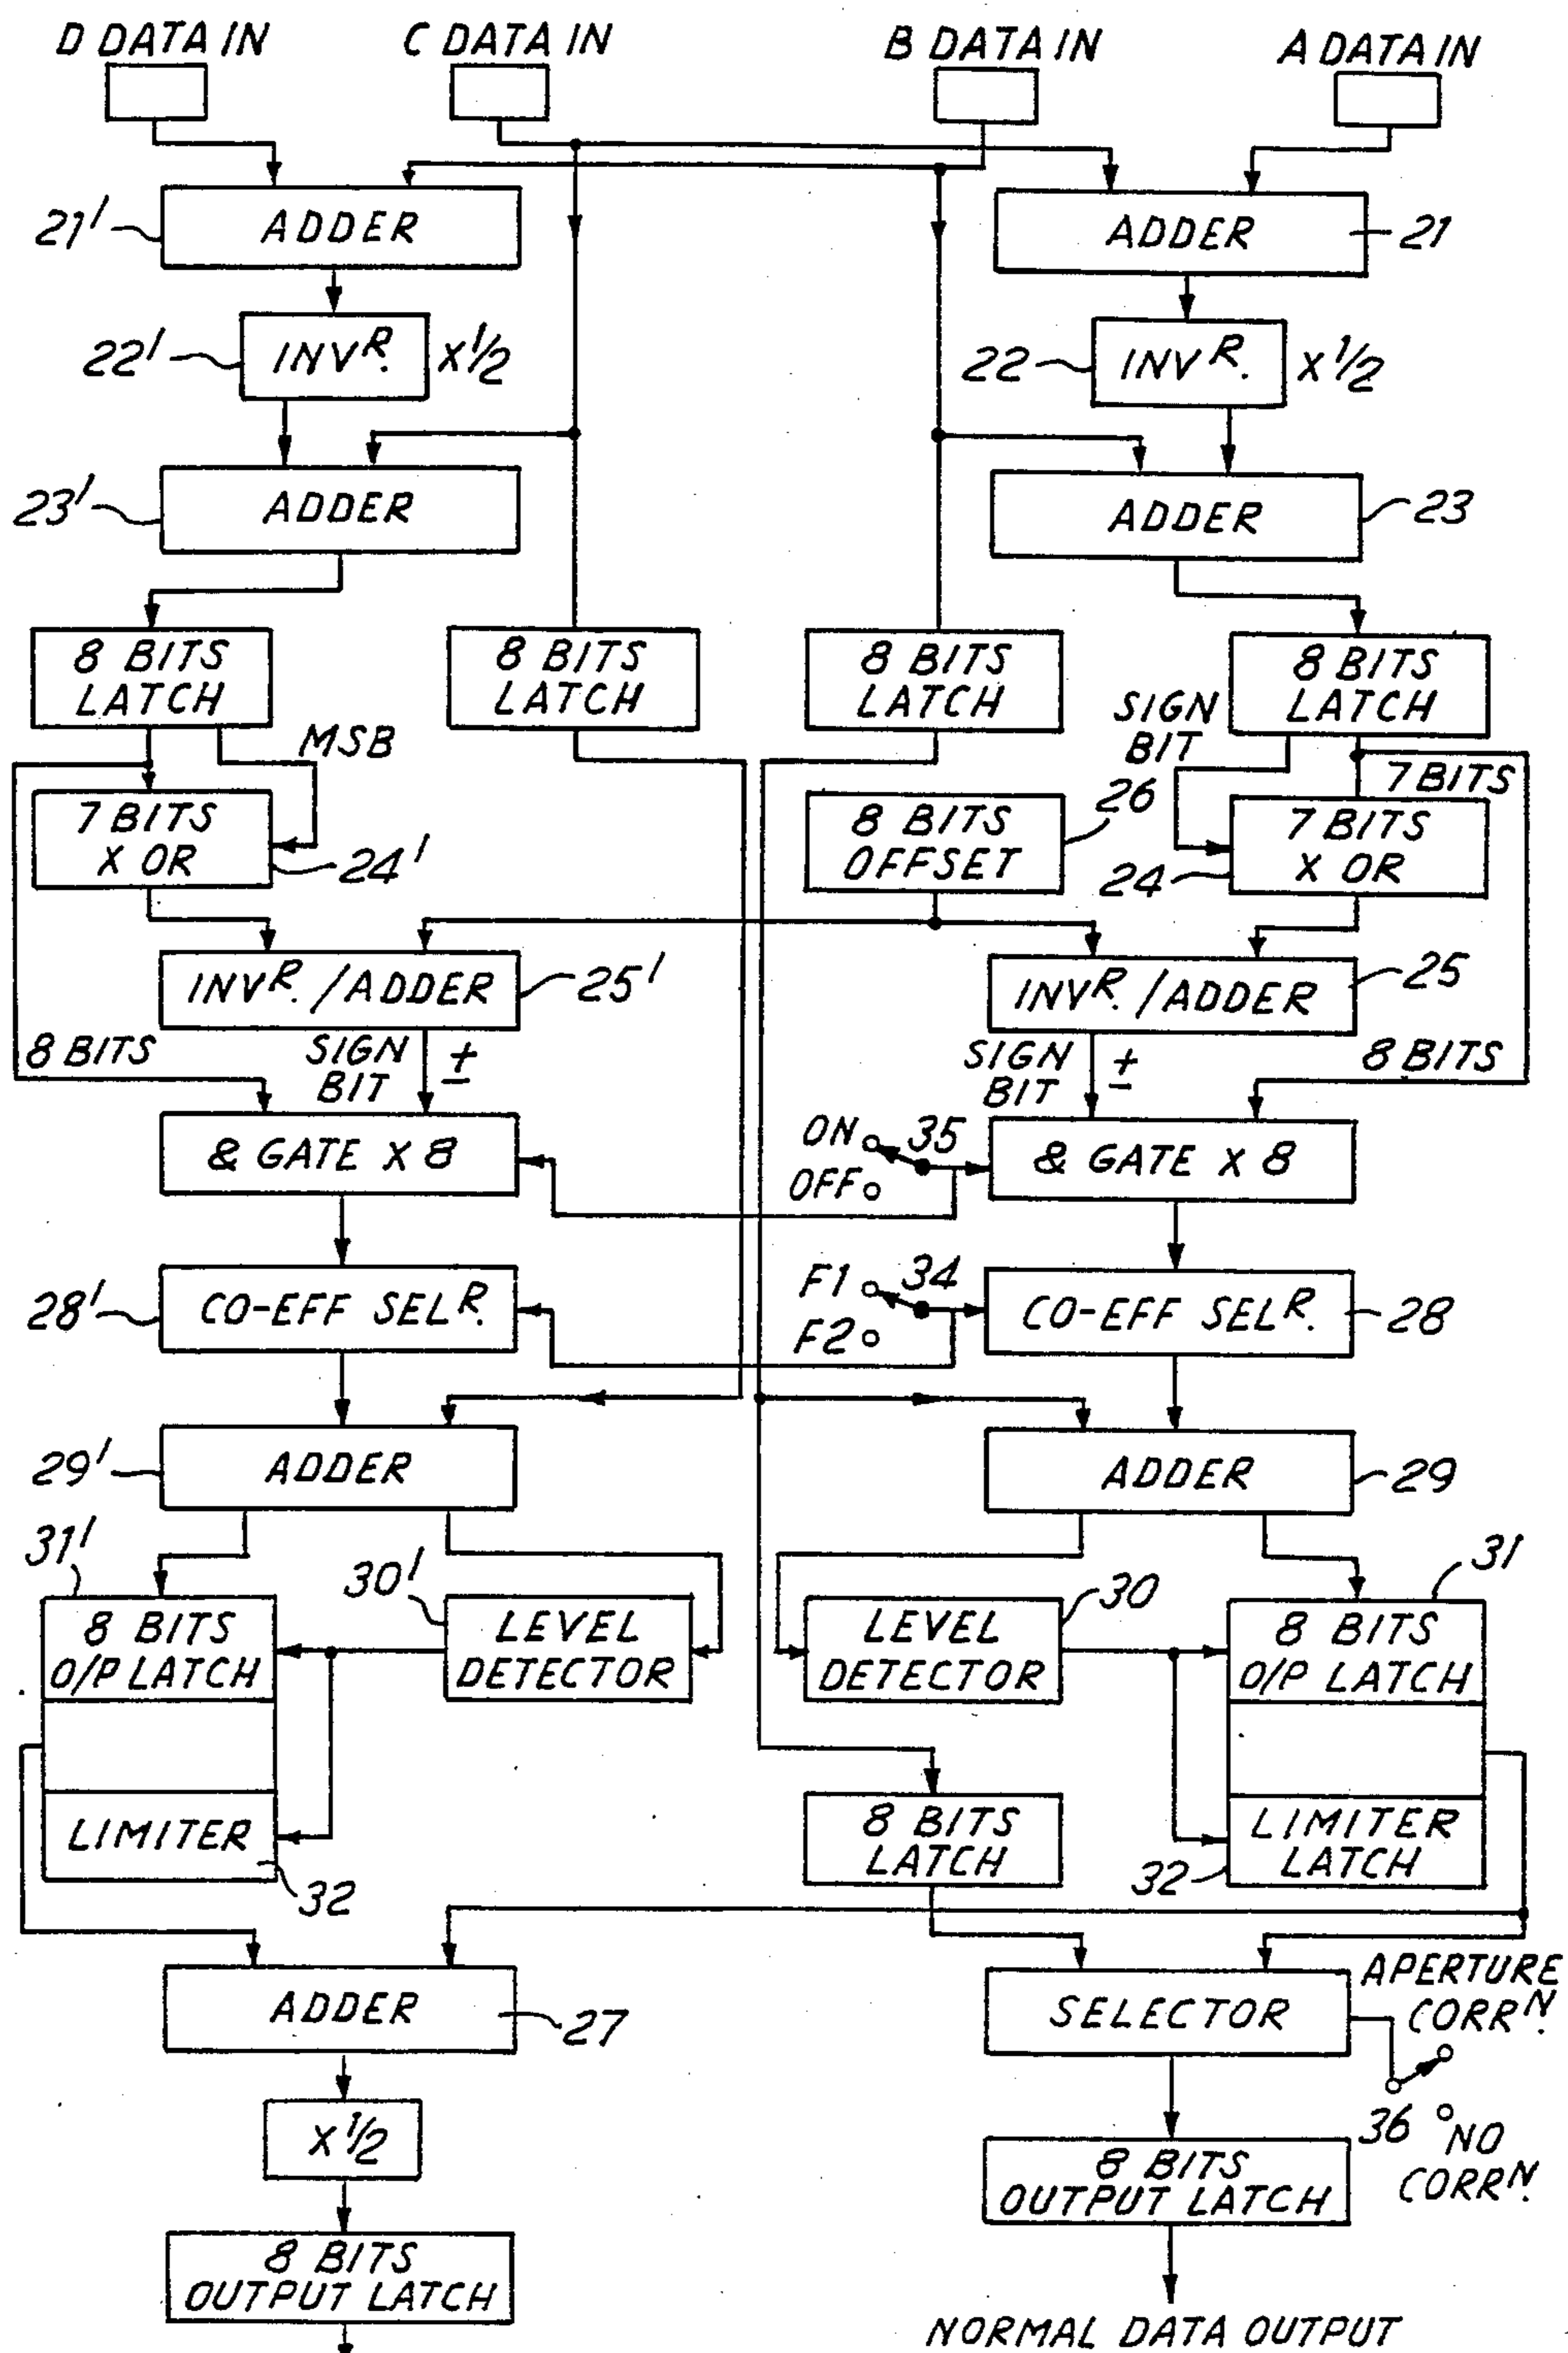 D DATA IN
C DATA IN
B DATA IN
A DATA IN
21'
ADDER
ADDER
21
22'
INVR.
X 1/2
22
INVR.
X 1/2
23'
ADDER
ADDER
23
8 BITS
LATCH
8 BITS
LATCH
8 BITS
LATCH
8 BITS
LATCH
MSB
SIGN
BIT
7 BITS
7 BITS
X OR
24'
8 BITS
OFFSET
26
24
7 BITS
X OR
INVR. / ADDER
25'
INVR. / ADDER
25
8 BITS
SIGN
BIT
±
SIGN
BIT
±
8 BITS
& GATE X 8
ON
OFF
35
& GATE X 8
28'
CO-EFF SELR.
F1
F2
34
CO-EFF SELR.
28
29'
ADDER
ADDER
29
31'
8 BITS
O/P LATCH
30'
LEVEL
DETECTOR
LEVEL
DETECTOR
30
31
8 BITS
O/P LATCH
LIMITER
32
8 BITS
LATCH
32
LIMITER
LATCH
ADDER
27
SELECTOR
APERTURE
CORRN.
36
NO
CORRN.
X 1/2
8 BITS
OUTPUT LATCH
8 BITS
OUTPUT LATCH
NORMAL DATA OUTPUT